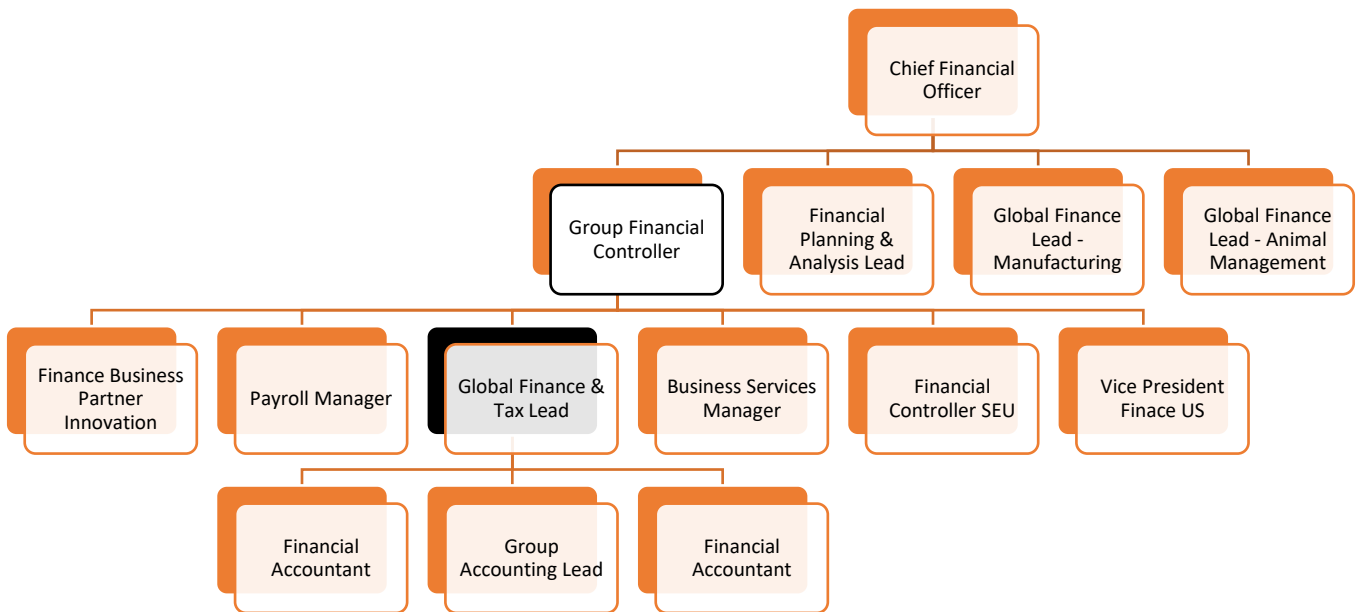 Chief Financial
Officer
Group Financial
Controller
Financial
Planning &
Analysis Lead
Global Finance
Lead -
Manufacturing
Global Finance
Lead - Animal
Management
Finance Business
Partner
Innovation
Payroll Manager
Global Finance &
Tax Lead
Business Services
Manager
Financial
Controller SEU
Vice President
Finace US
Financial
Accountant
Group
Accounting Lead
Financial
Accountant